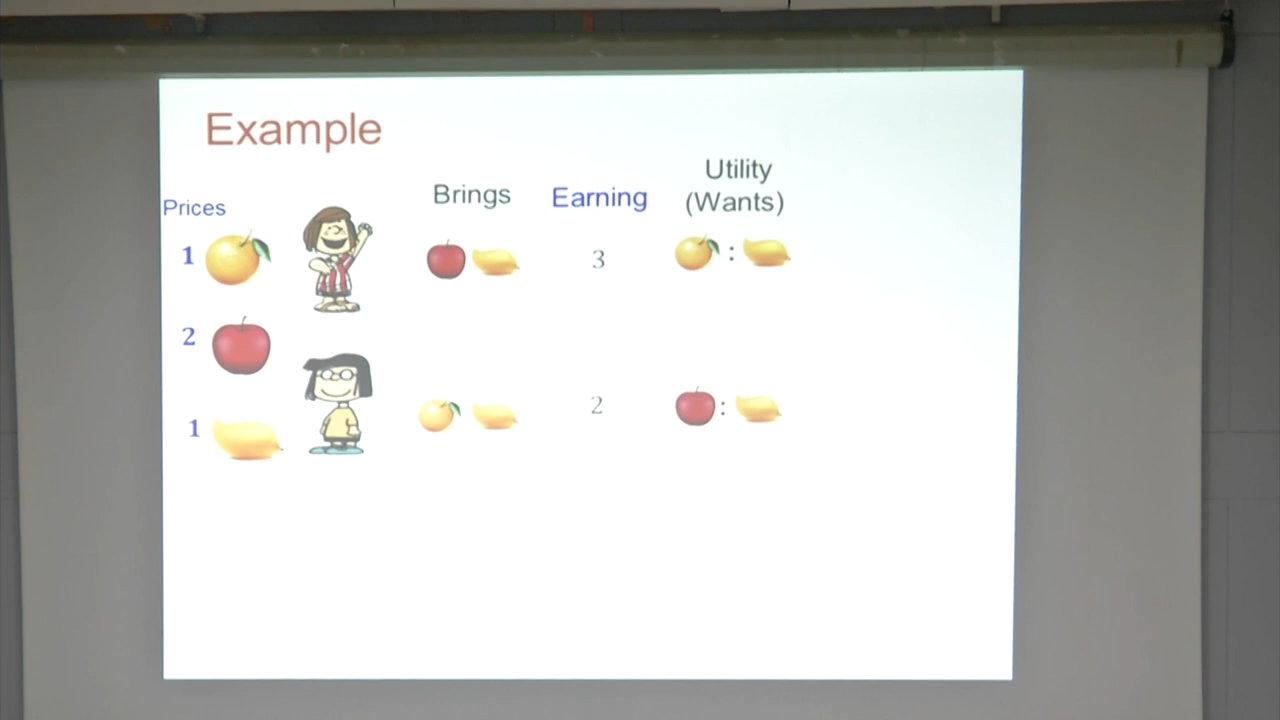 Example
Utility
(Wants)
Brings
Earning
Prices
1
3
:
2
2
:
1